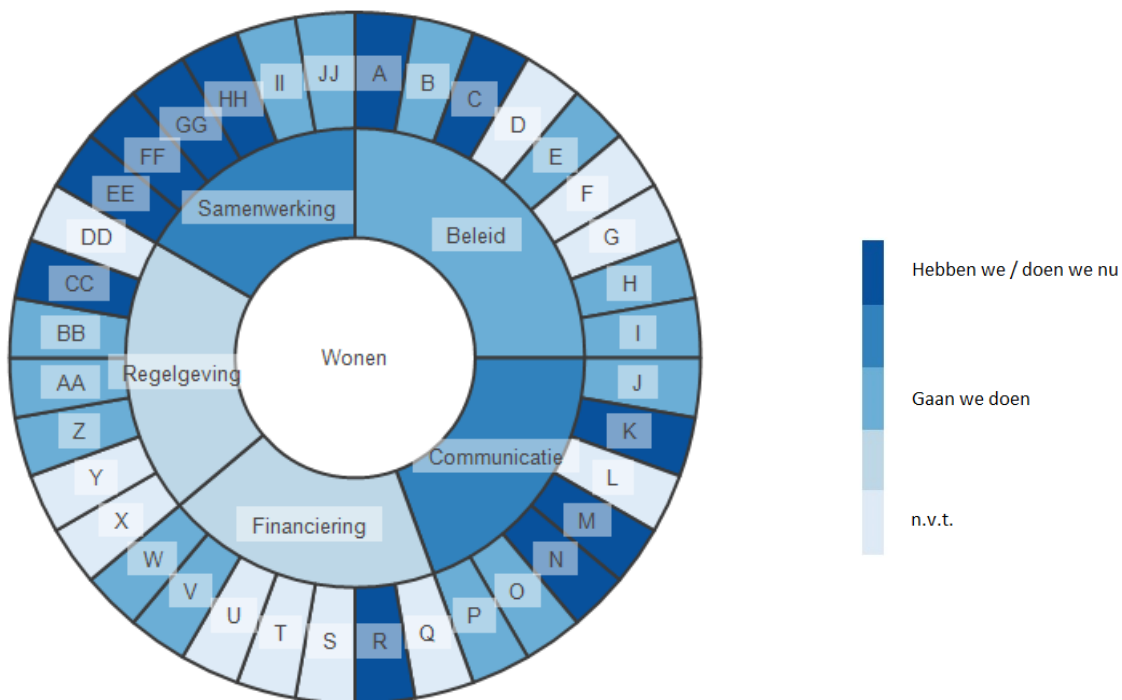 A
B
C
D
E
F
G
H
I
J
K
L
M
N
O
P
Q
R
S
T
U
V
W
X
Y
Z
AA
BB
CC
DD
EE
FF
GG
HH
II
JJ
Samenwerking
Beleid
Wonen
Regelgeving
Communicatie
Financiering
Hebben we / doen we nu
Gaan we doen
n.v.t.